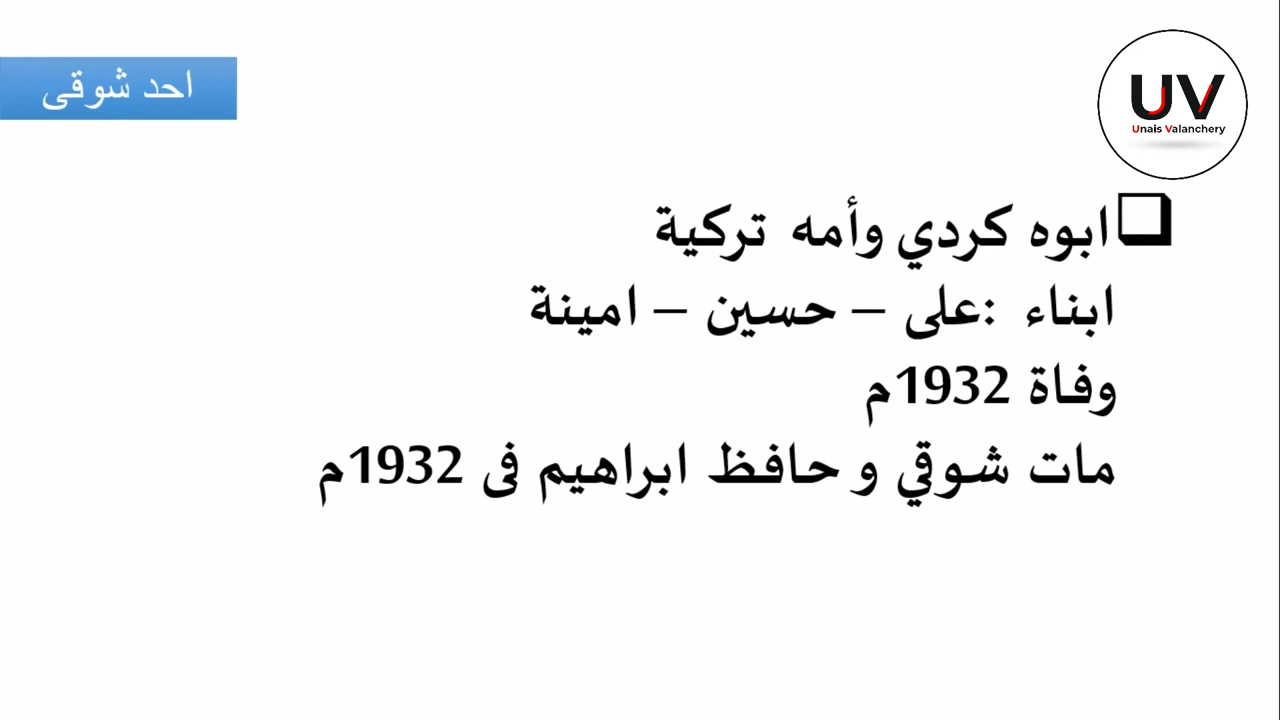 احد شوقى
UV
Unais Valanchery
ابوه كردي وأمه تركية
ابناء :على – حسين – امينة
وفاة 1932م
مات شوقي و حافظ ابراهيم فى 1932م